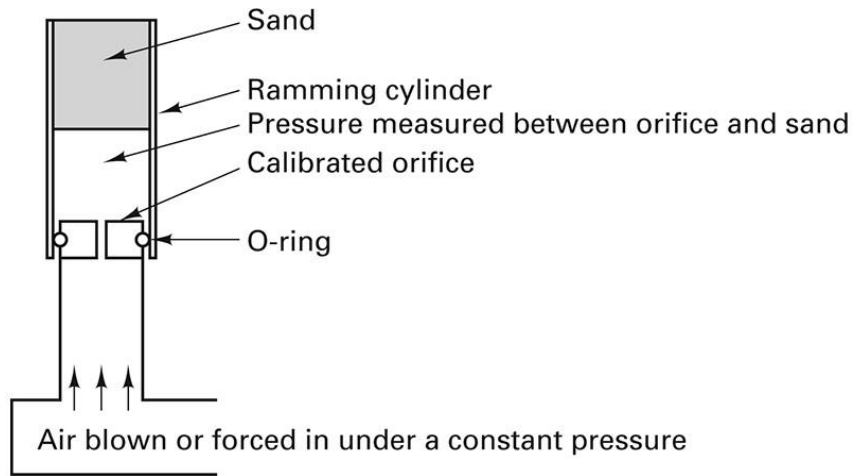 Sand
Ramming cylinder
Pressure measured between orifice and sand
Calibrated orifice
O-ring
Air blown or forced in under a constant pressure